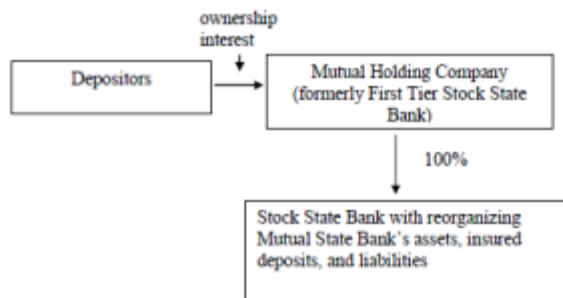 ownership
interest
Depositors
Mutual Holding Company
(formerly First Tier Stock State
Bank)
100%
Stock State Bank with reorganizing
Mutual State Bank's assets, insured
deposits, and liabilities